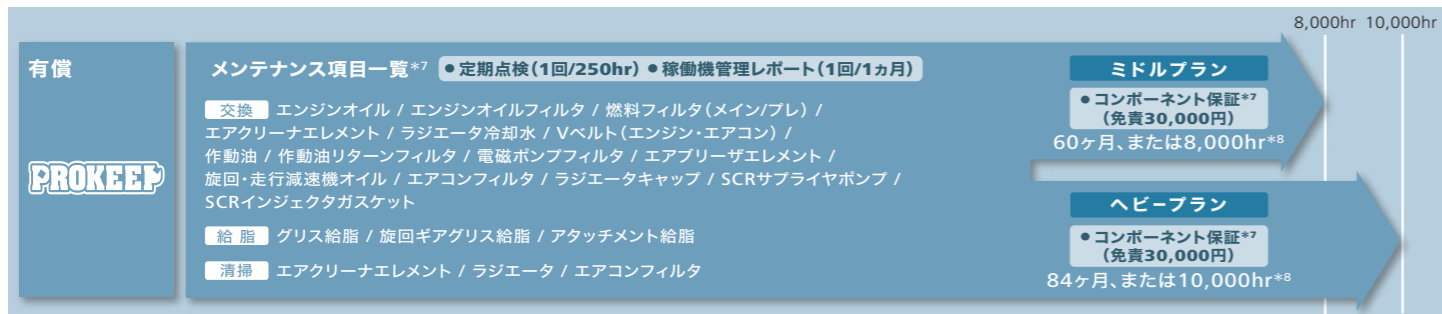 8,000hr 10,000hr
有償
PROKEEP
メンテナンス項目一覧*7 ●定期点検(1回/250hr) ●稼働機管理レポート(1回/1ヵ月)
交換 エンジンオイル / エンジンオイルフィルタ / 燃料フィルタ(メイン/プレ) /
エアクリーナエレメント / ラジエータ冷却水 / Vベルト(エンジン・エアコン) /
作動油 / 作動油リターンフィルタ / 電磁ポンプフィルタ / エアブリーザエレメント /
旋回・走行減速機オイル / エアコンフィルタ / ラジエータキャップ / SCRサプライヤポンプ /
SCRインジェクタガスケット
給脂 グリス給脂 / 旋回ギアグリス給脂 / アタッチメント給脂
清掃 エアクリーナエレメント / ラジエータ / エアコンフィルタ
ミドルプラン
●コンポーネント保証*7
(免責30,000円)
60ヶ月、または8,000hr*8
ヘビープラン
●コンポーネント保証*7
(免責30,000円)
84ヶ月、または10,000hr*8